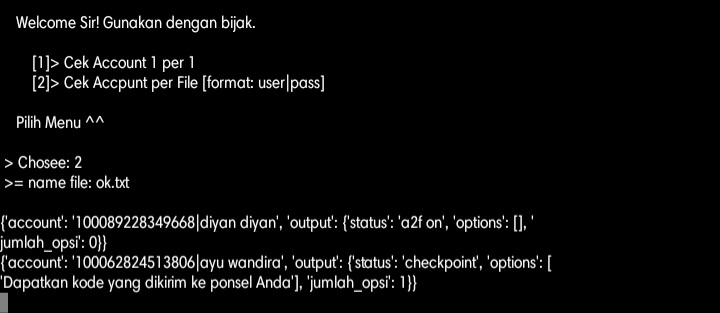 Welcome Sir! Gunakan dengan bijak.
[1]> Cek Account 1 per 1
[2]> Cek Accpunt per File [format: user|pass]
Pilih Menu ^^
> Chosee: 2
>= name file: ok.txt
{'account': '100089228349668|diyan diyan', 'output': {'status': 'a2f on', 'options': [], '
jumlah_opsi': 0}}
{'account': '100062824513806|ayu wandira', 'output': {'status': 'checkpoint', 'options': [
'Dapatkan kode yang dikirim ke ponsel Anda'], 'jumlah_opsi': 1}}